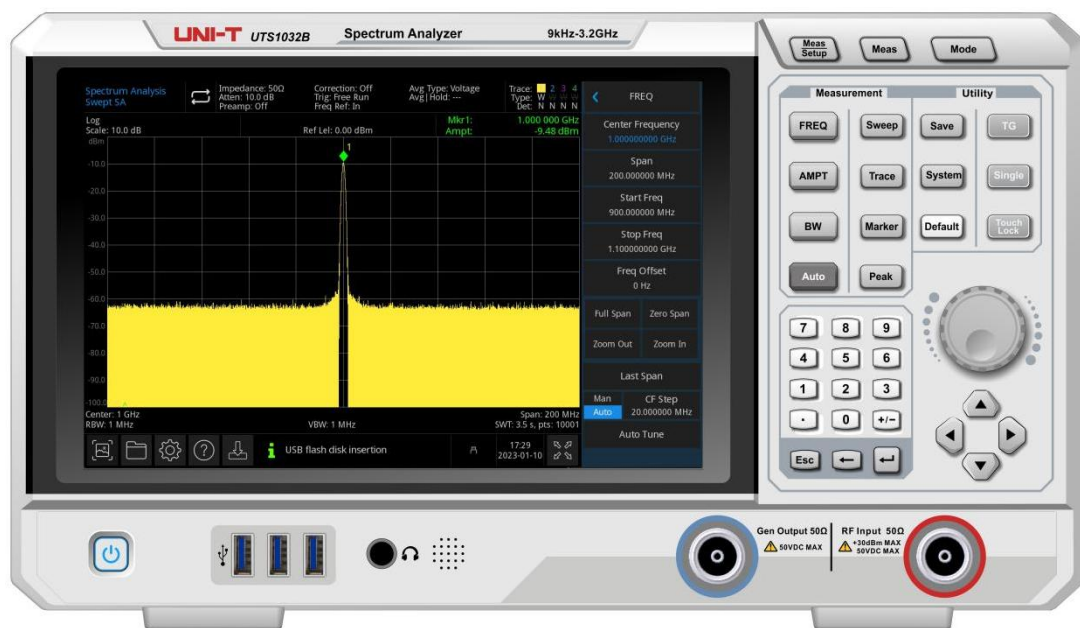 UNI-T UTS1032B Spectrum Analyzer 9kHz-3.2GHz
Spectrum Analysis
Swept SA
Impedance: 50Ω
Atten: 10.0 dB
Preamp: Off
Correction: Off
Trig: Free Run
Freq Ref: In
Avg Type: Voltage
Avg|Hold: ---
Trace: 1 2 3 4
Type: W W W W
Det: N N N N
Log
Scale: 10.0 dB
Ref Lel: 0.00 dBm
Mkr1: 1.000 000 GHz
Ampt: -9.48 dBm
dBm
1
-10.0
-20.0
-30.0
-40.0
-50.0
-60.0
-70.0
-80.0
-90.0
-100.0
Center: 1 GHz
RBW: 1 MHz
VBW: 1 MHz
Span: 200 MHz
SWT: 3.5 s, pts: 10001
USB flash disk insertion
17:29
2023-01-10
FREQ
Center Frequency
1.000000000 GHz
Span
200.000000 MHz
Start Freq
900.000000 MHz
Stop Freq
1.100000000 GHz
Freq Offset
0 Hz
Full Span Zero Span
Zoom Out Zoom In
Last Span
Man
Auto
CF Step
20.000000 MHz
Auto Tune
Meas
Setup
Meas
Mode
Measurement
Utility
FREQ Sweep Save TG
AMPT Trace System Single
BW Marker Default Touch
Lock
Auto Peak
7 8 9
4 5 6
1 2 3
· 0 +/-
Esc
Gen Output 50Ω
50VDC MAX
RF Input 50Ω
+30dBm MAX
50VDC MAX